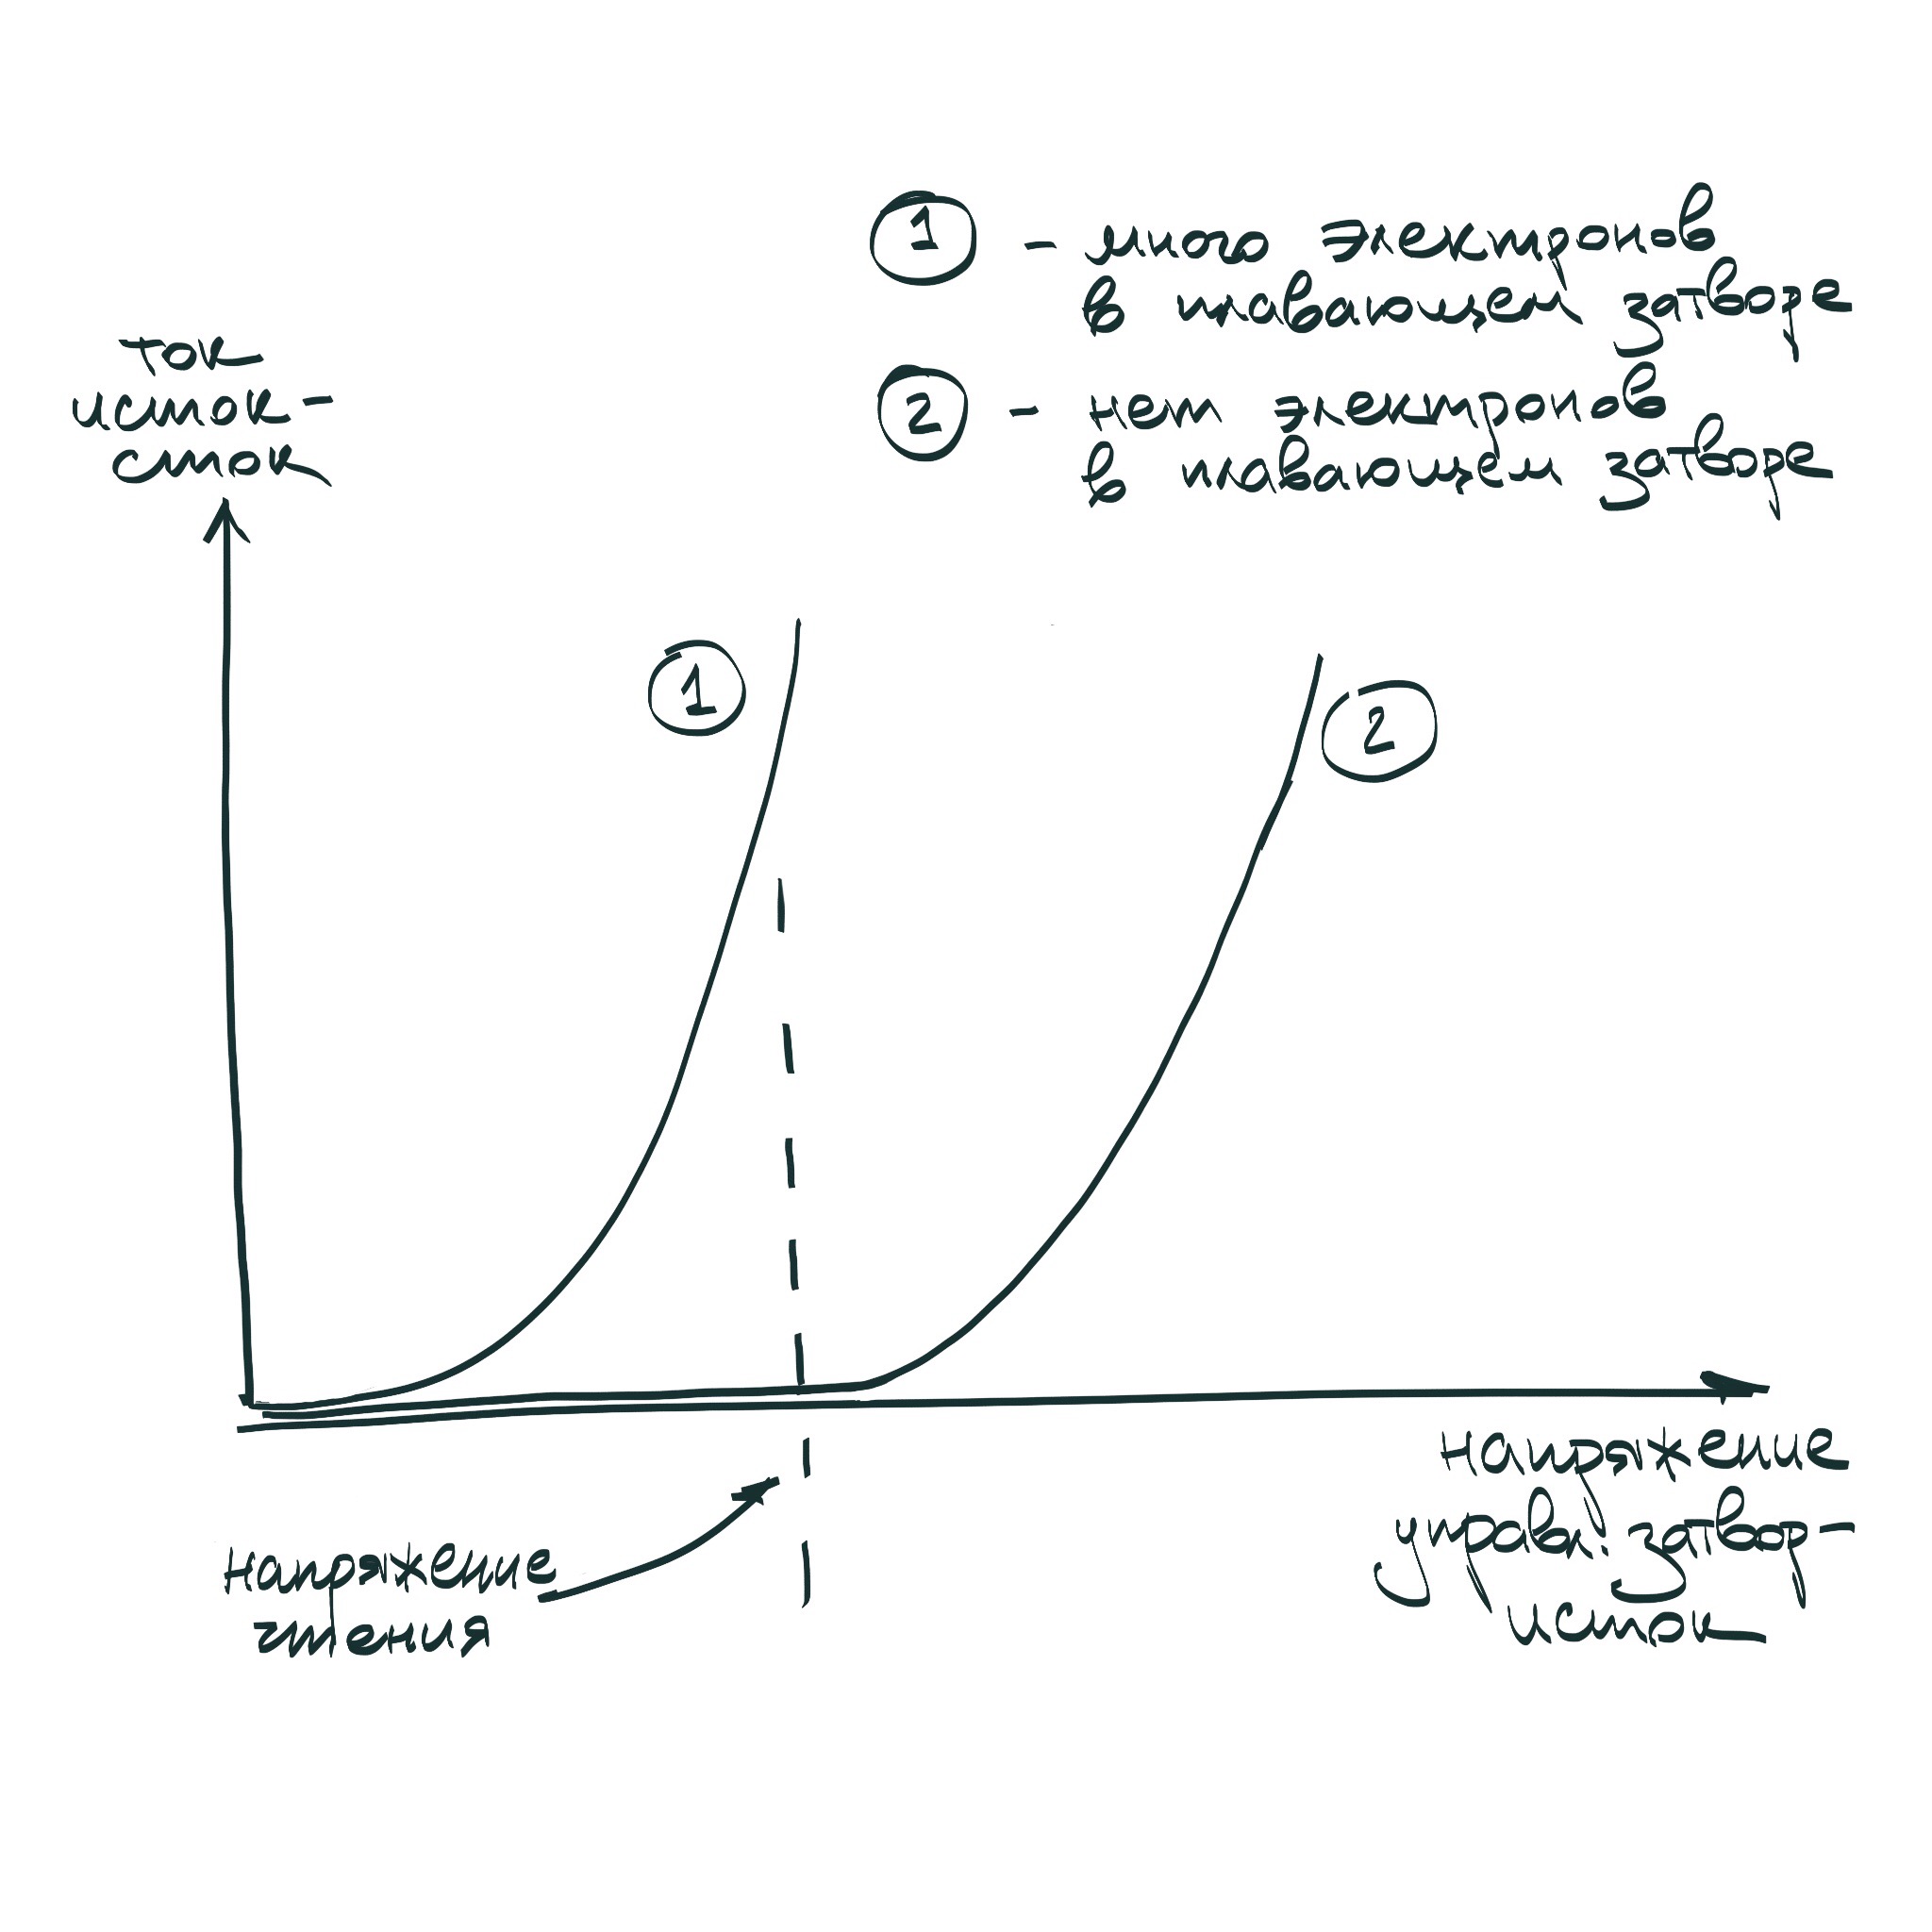 1 – много электронов
в плавающем затворе
2 – нет электронов
в плавающем затворе
ток
исток-
сток
1
2
Напряжение
управл. затвор-
исток
Напряжение
чтения